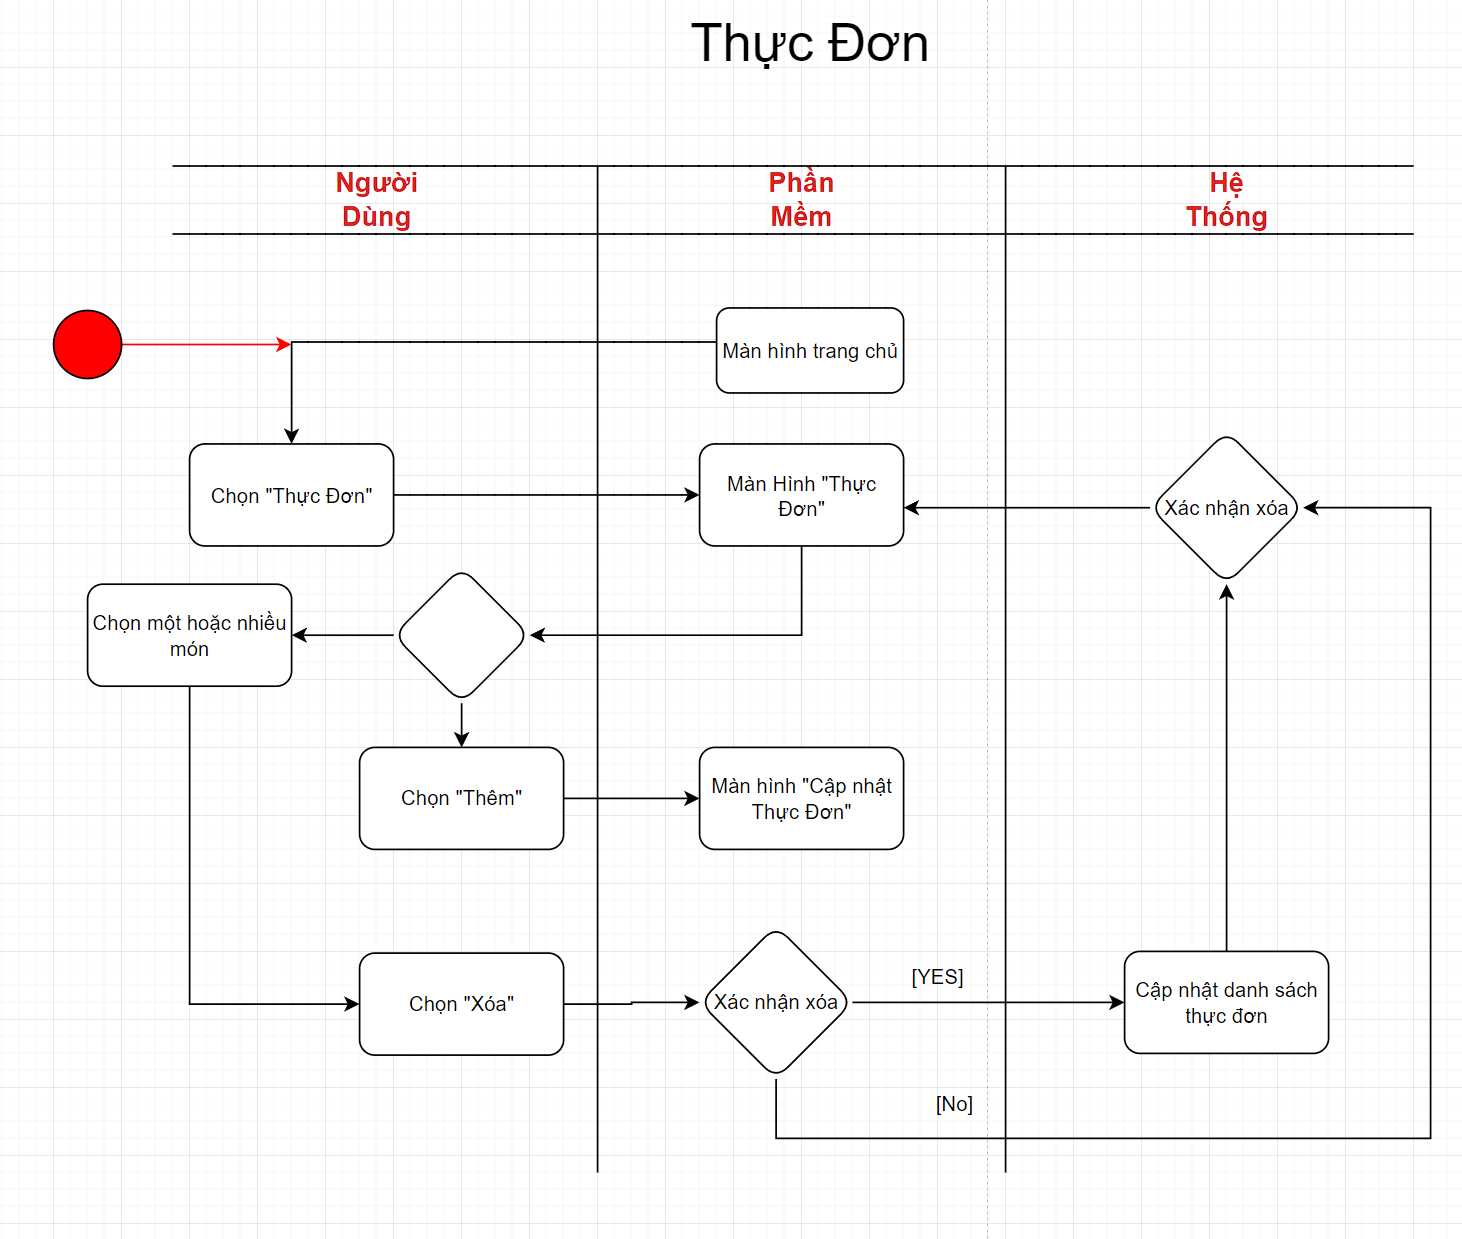 Thực Đơn
Người
Dùng
Phần
Mềm
Hệ
Thống
Màn hình trang chủ
Chọn "Thực Đơn"
Màn Hình "Thực
Đơn"
Xác nhận xóa
Chọn một hoặc nhiều
món
Chọn "Thêm"
Màn hình "Cập nhật
Thực Đơn"
Chọn "Xóa"
Xác nhận xóa
[YES]
Cập nhật danh sách
thực đơn
[No]